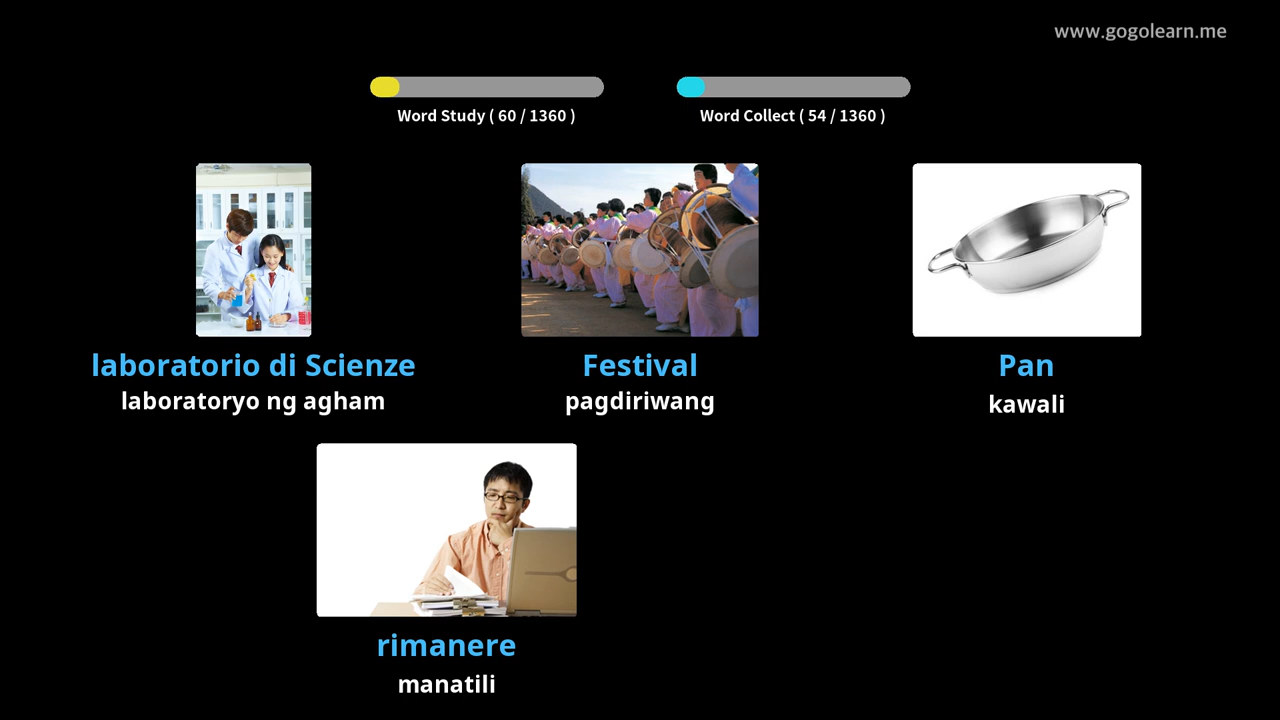 www.gogolearn.me
Word Study ( 60 / 1360 )
Word Collect ( 54 / 1360 )
laboratorio di Scienze
laboratoryo ng agham
Festival
pagdiriwang
Pan
kawali
rimanere
manatili